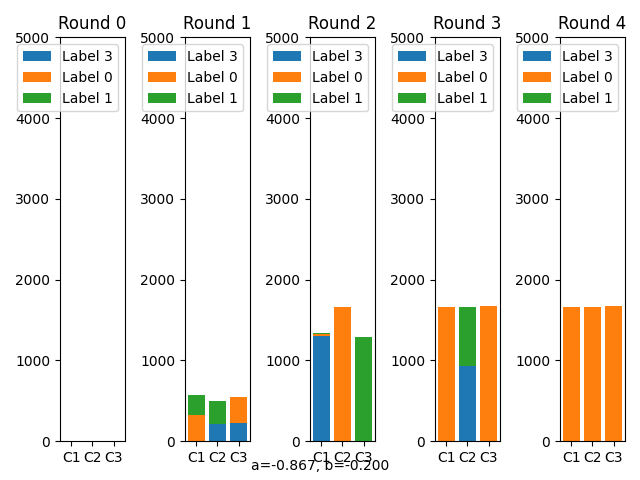 Round 0
5000
Label 3
Label 0
Label 1
4000
3000
2000
1000
0
C1 C2 C3
Round 1
5000
Label 3
Label 0
Label 1
4000
3000
2000
1000
0
C1 C2 C3
Round 2
5000
Label 3
Label 0
Label 1
4000
3000
2000
1000
0
C1 C2 C3
Round 3
5000
Label 3
Label 0
Label 1
4000
3000
2000
1000
0
C1 C2 C3
Round 4
5000
Label 3
Label 0
Label 1
4000
3000
2000
1000
0
C1 C2 C3
a=-0.867, b=-0.200